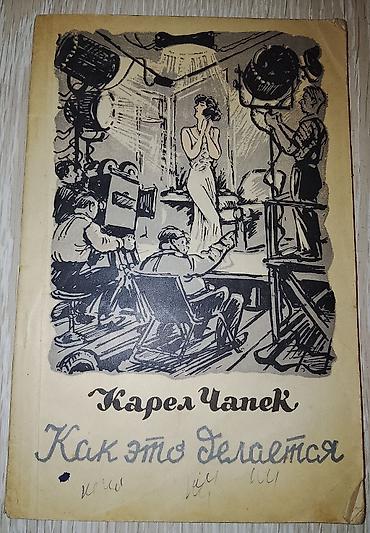 Карел Чапек
Как это делается